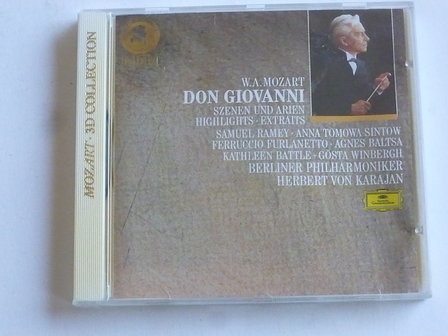 MOZART · 3D COLLECTION
W.A. MOZART
DON GIOVANNI
SZENEN UND ARIEN
HIGHLIGHTS · EXTRAITS
SAMUEL RAMEY · ANNA TOMOWA SINTOW
FERRUCCIO FURLANETTO · AGNES BALTSA
KATHLEEN BATTLE · GÖSTA WINBERGH
BERLINER PHILHARMONIKER
HERBERT VON KARAJAN